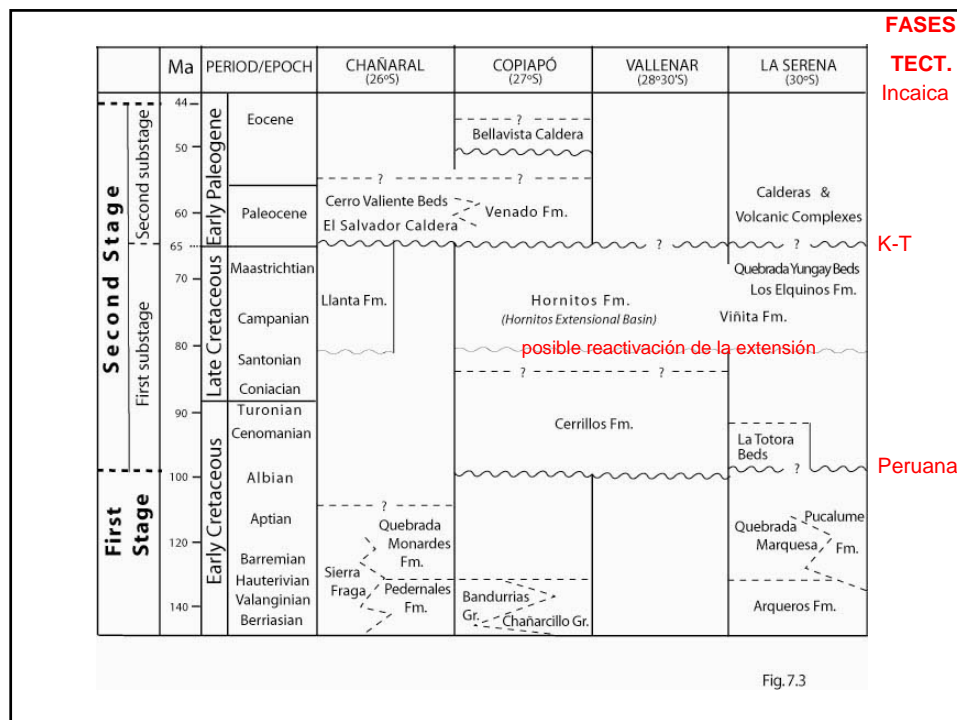 FASES
TECT.
Ma PERIOD/EPOCH CHAÑARAL COPIAPÓ VALLENAR LA SERENA
(26ºS) (27ºS) (28º30'S) (30ºS)
Incaica
44
Eocene
?
Bellavista Caldera
50
Second substage
Early Paleogene
? ?
Cerro Valiente Beds
Calderas &
Paleocene
Venado Fm.
60
Volcanic Complexes
El Salvador Caldera
65
? ?
K-T
Second Stage
First substage
Late Cretaceous
Maastrichtian
Quebrada Yungay Beds
70
Los Elquinos Fm.
Llanta Fm.
Hornitos Fm.
Campanian
(Hornitos Extensional Basin)
Viñita Fm.
80
posible reactivación de la extensión
Santonian
? ?
Coniacian
90
Turonian
Cenomanian
Cerrillos Fm.
La Totora
Beds
?
Peruana
100
Albian
First
Stage
Early Cretaceous
?
Aptian
Quebrada
Monardes
Fm.
Pucalume
Fm.
Quebrada
Marquesa
120
Barremian
Hauterivian
Sierra
Fraga
Pedernales
Fm.
Valanginian
Bandurrias
Gr.
Chañarcillo Gr.
Arqueros Fm.
140
Berriasian
Fig.7.3